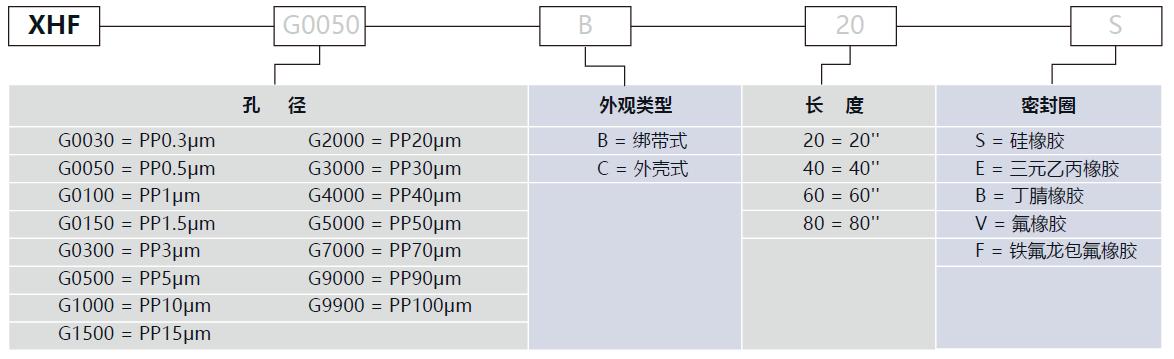 XHF G0050 B 20 S
孔 径 外观类型 长 度 密封圈
G0030 = PP0.3μm G2000 = PP20μm B = 绑带式 20 = 20'' S = 硅橡胶
G0050 = PP0.5μm G3000 = PP30μm C = 外壳式 40 = 40'' E = 三元乙丙橡胶
G0100 = PP1μm G4000 = PP40μm 60 = 60'' B = 丁腈橡胶
G0150 = PP1.5μm G5000 = PP50μm 80 = 80'' V = 氟橡胶
G0300 = PP3μm G7000 = PP70μm F = 铁氟龙包氟橡胶
G0500 = PP5μm G9000 = PP90μm
G1000 = PP10μm G9900 = PP100μm
G1500 = PP15μm